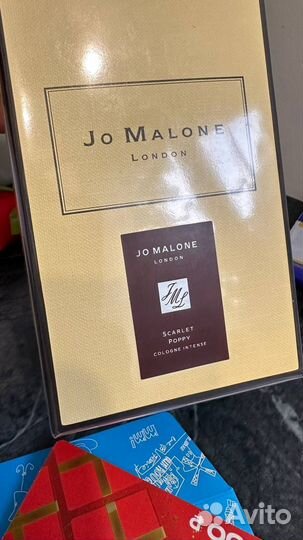 JO MALONE
LONDON
JO MALONE
LONDON
JML
SCARLET
POPPY
COLOGNE INTENSE
Avito